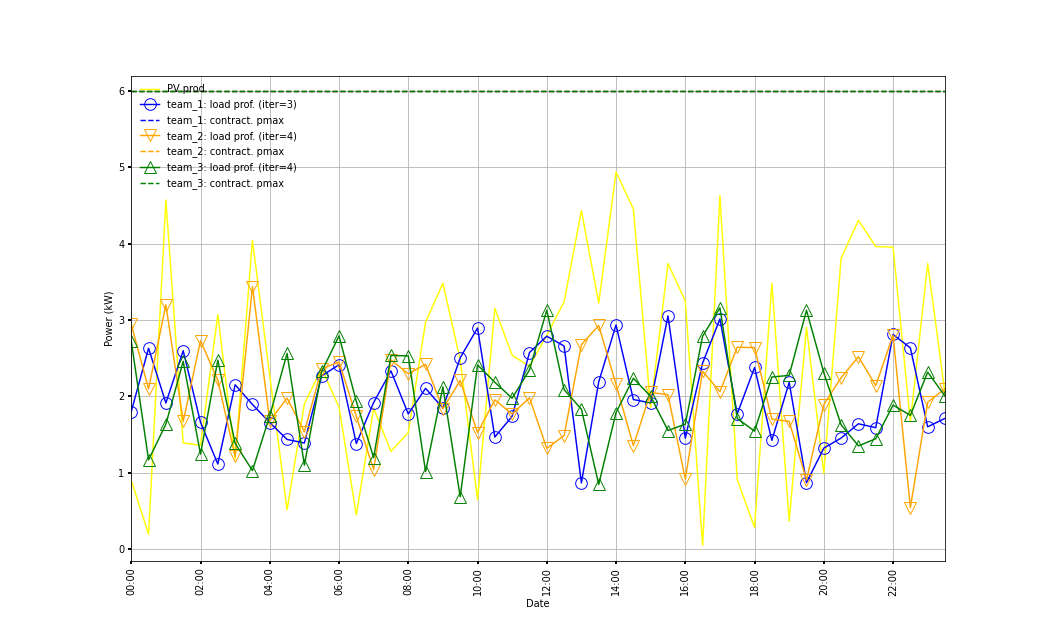 PV prod.
team_1: load prof. (iter=3)
team_1: contract. pmax
team_2: load prof. (iter=4)
team_2: contract. pmax
team_3: load prof. (iter=4)
team_3: contract. pmax
6
5
4
3
2
1
0
Power (kW)
00:00
02:00
04:00
06:00
08:00
10:00
12:00
14:00
16:00
18:00
20:00
22:00
Date